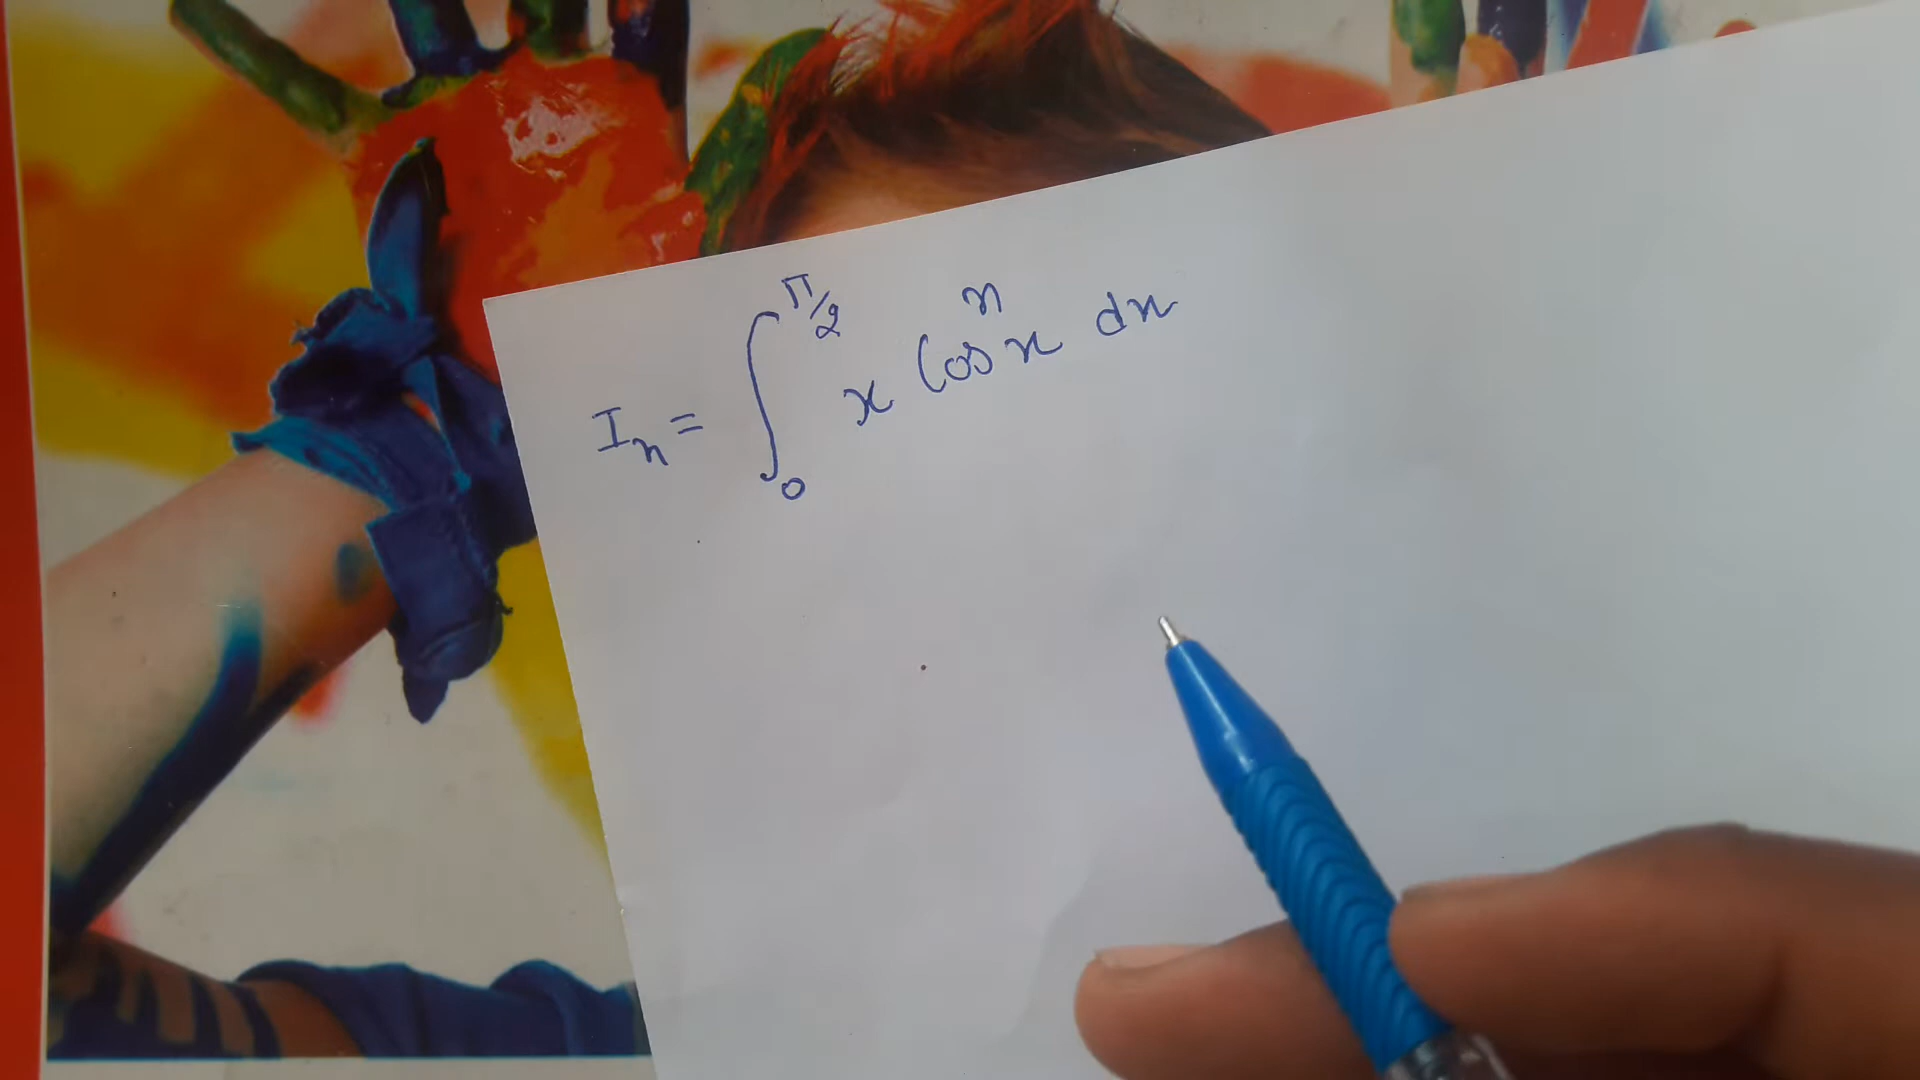 Iₙ = ∫₀^{π/2} x Cosⁿx dx